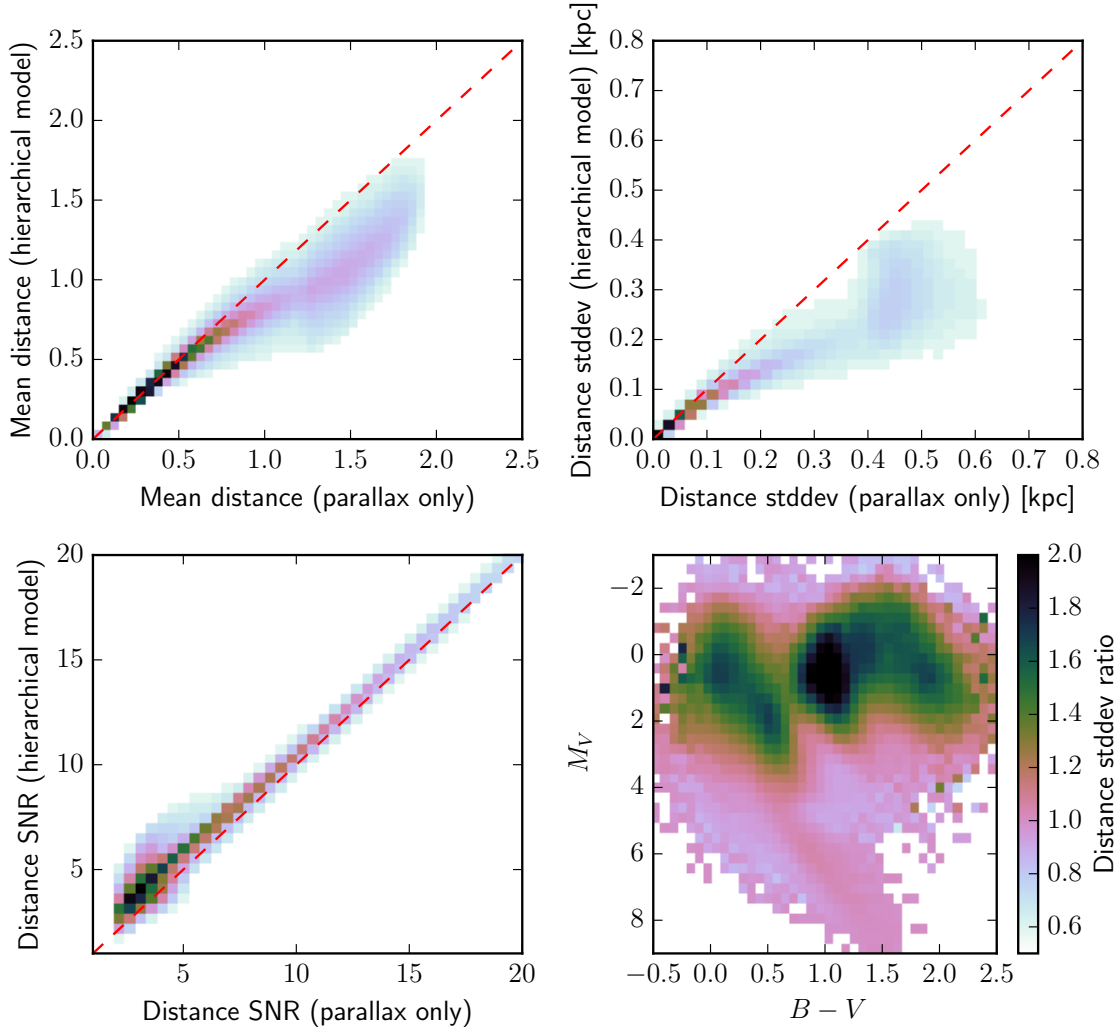 2.5
2.0
1.5
1.0
0.5
0.0
0.0 0.5 1.0 1.5 2.0 2.5
Mean distance (hierarchical model)
Mean distance (parallax only)
0.8
0.7
0.6
0.5
0.4
0.3
0.2
0.1
0.0
0.0 0.1 0.2 0.3 0.4 0.5 0.6 0.7 0.8
Distance stddev (hierarchical model) [kpc]
Distance stddev (parallax only) [kpc]
20
15
10
5
5 10 15 20
Distance SNR (hierarchical model)
Distance SNR (parallax only)
−2
0
2
4
6
8
−0.5 0.0 0.5 1.0 1.5 2.0 2.5
M_V
B − V
2.0
1.8
1.6
1.4
1.2
1.0
0.8
0.6
Distance stddev ratio